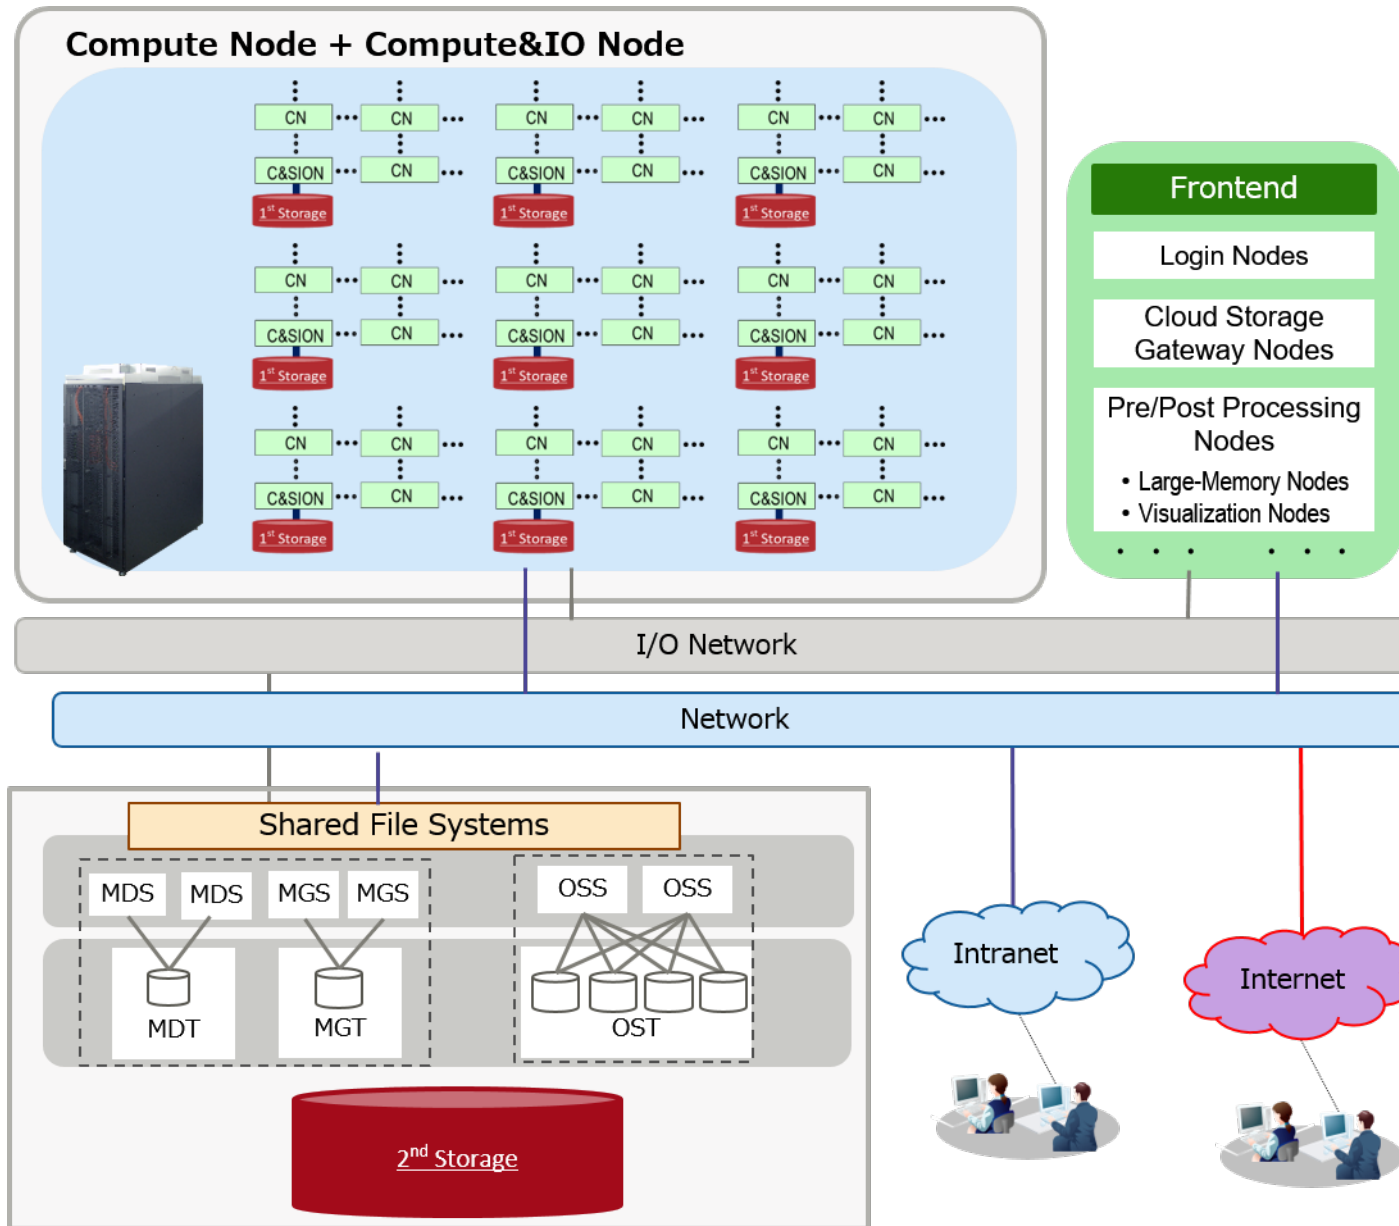 Compute Node + Compute&IO Node
CN CN CN CN CN CN
C&SION CN C&SION CN C&SION CN
1st Storage 1st Storage 1st Storage
CN CN CN CN CN CN
C&SION CN C&SION CN C&SION CN
1st Storage 1st Storage 1st Storage
CN CN CN CN CN CN
C&SION CN C&SION CN C&SION CN
1st Storage 1st Storage 1st Storage
Frontend
Login Nodes
Cloud Storage
Gateway Nodes
Pre/Post Processing
Nodes
• Large-Memory Nodes
• Visualization Nodes
I/O Network
Network
Shared File Systems
MDS MDS MGS MGS OSS OSS
MDT MGT OST
2nd Storage
Intranet
Internet